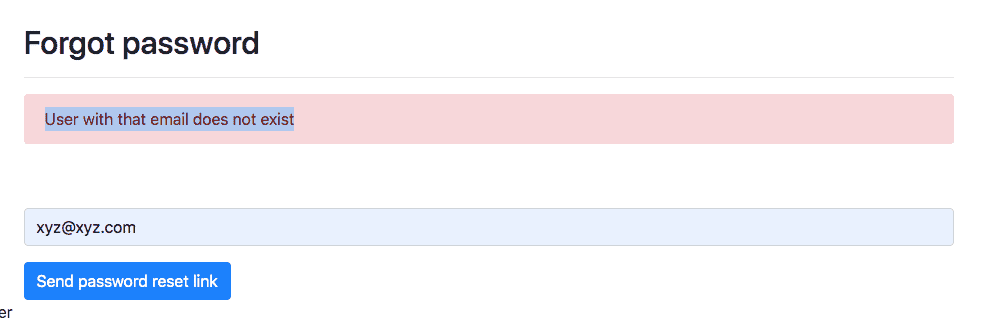 Forgot password
User with that email does not exist
xyz@xyz.com
Send password reset link
er